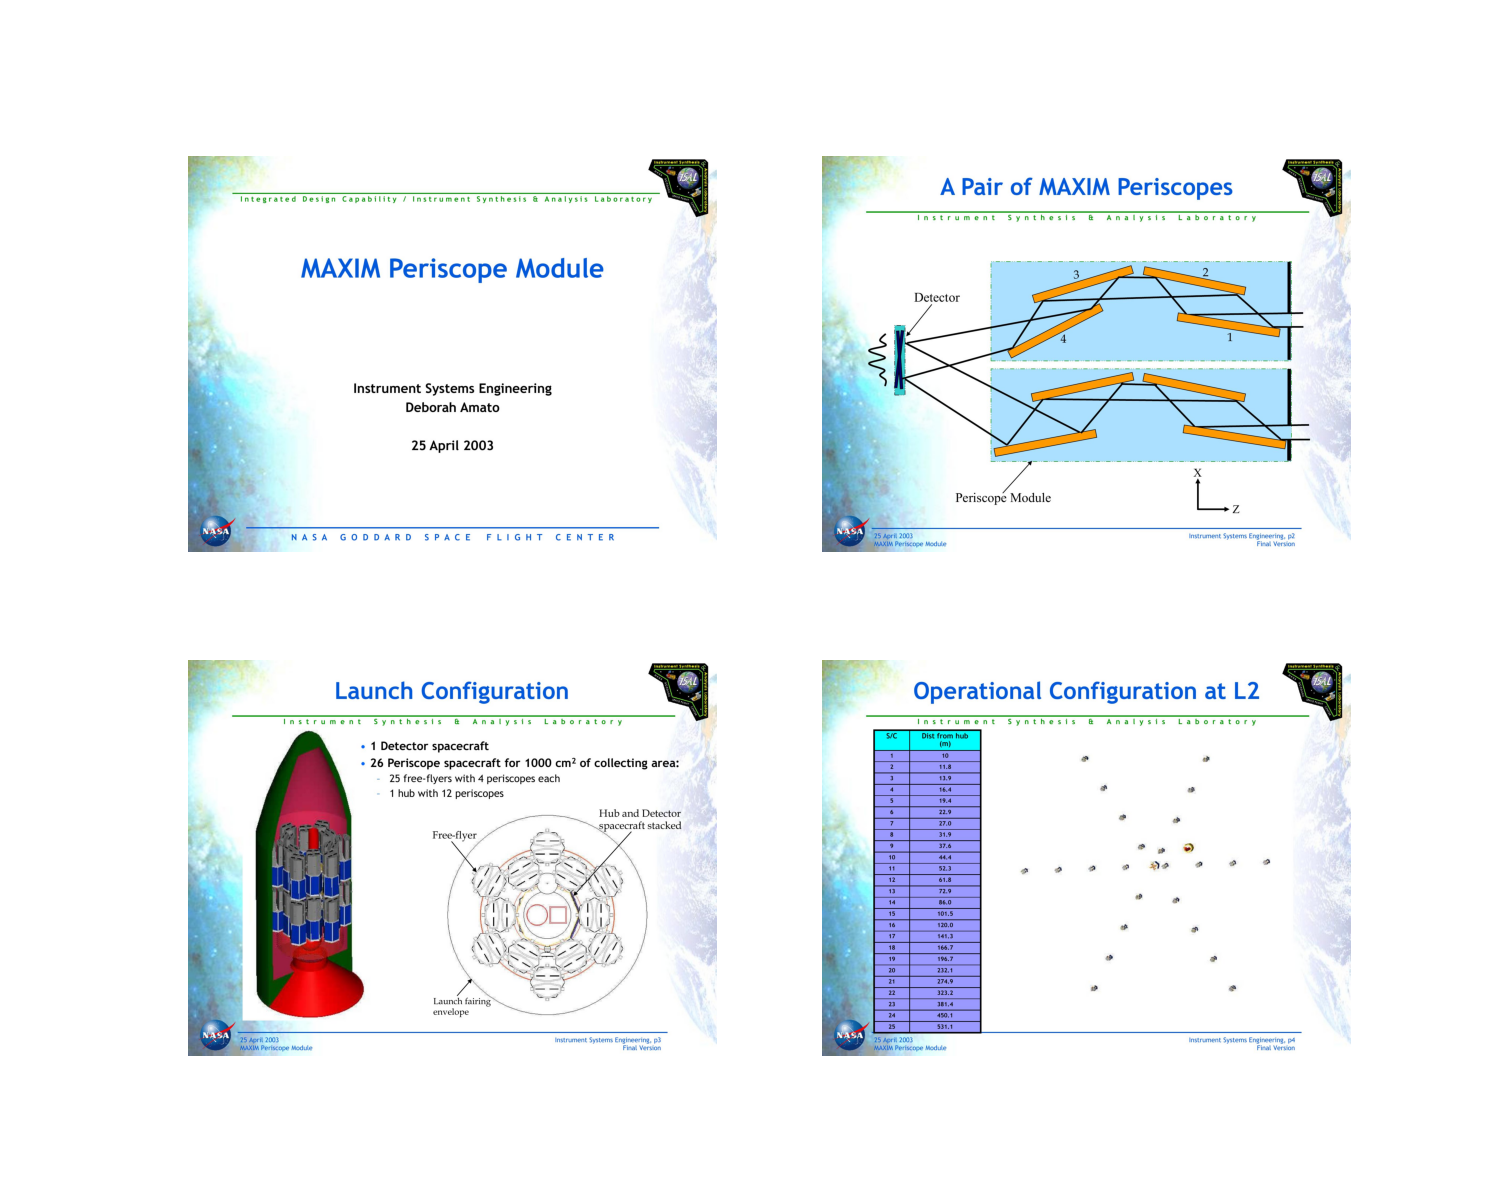 Integrated Design Capability / Instrument Synthesis & Analysis Laboratory
MAXIM Periscope Module
Instrument Systems Engineering
Deborah Amato
25 April 2003
NASA
NASA GODDARD SPACE FLIGHT CENTER
ISAL
A Pair of MAXIM Periscopes
Instrument Synthesis & Analysis Laboratory
3
2
Detector
4
1
Periscope Module
X
Z
NASA
25 April 2003
MAXIM Periscope Module
Instrument Systems Engineering, p2
Final Version
ISAL
Launch Configuration
Instrument Synthesis & Analysis Laboratory
• 1 Detector spacecraft
• 26 Periscope spacecraft for 1000 cm² of collecting area:
- 25 free-flyers with 4 periscopes each
- 1 hub with 12 periscopes
Hub and Detector
spacecraft stacked
Free-flyer
Launch fairing
envelope
NASA
25 April 2003
MAXIM Periscope Module
Instrument Systems Engineering, p3
Final Version
ISAL
Operational Configuration at L2
Instrument Synthesis & Analysis Laboratory
S/C Dist from hub
(m)
1 10
2 11.8
3 13.9
4 16.4
5 19.4
6 22.9
7 27.0
8 31.9
9 37.6
10 44.4
11 52.3
12 61.8
13 72.9
14 86.0
15 101.5
16 120.0
17 141.3
18 166.7
19 196.7
20 232.1
21 274.9
22 323.2
23 381.4
24 450.1
25 531.1
NASA
25 April 2003
MAXIM Periscope Module
Instrument Systems Engineering, p4
Final Version
ISAL